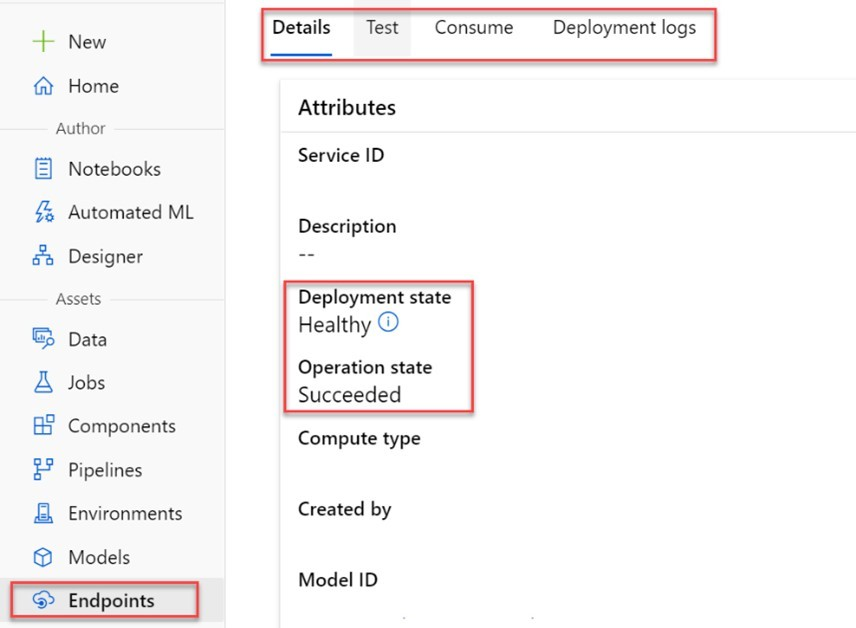 New
Home
Author
Notebooks
Automated ML
Designer
Assets
Data
Jobs
Components
Pipelines
Environments
Models
Endpoints
Details Test Consume Deployment logs
Attributes
Service ID
Description
--
Deployment state
Healthy
Operation state
Succeeded
Compute type
Created by
Model ID